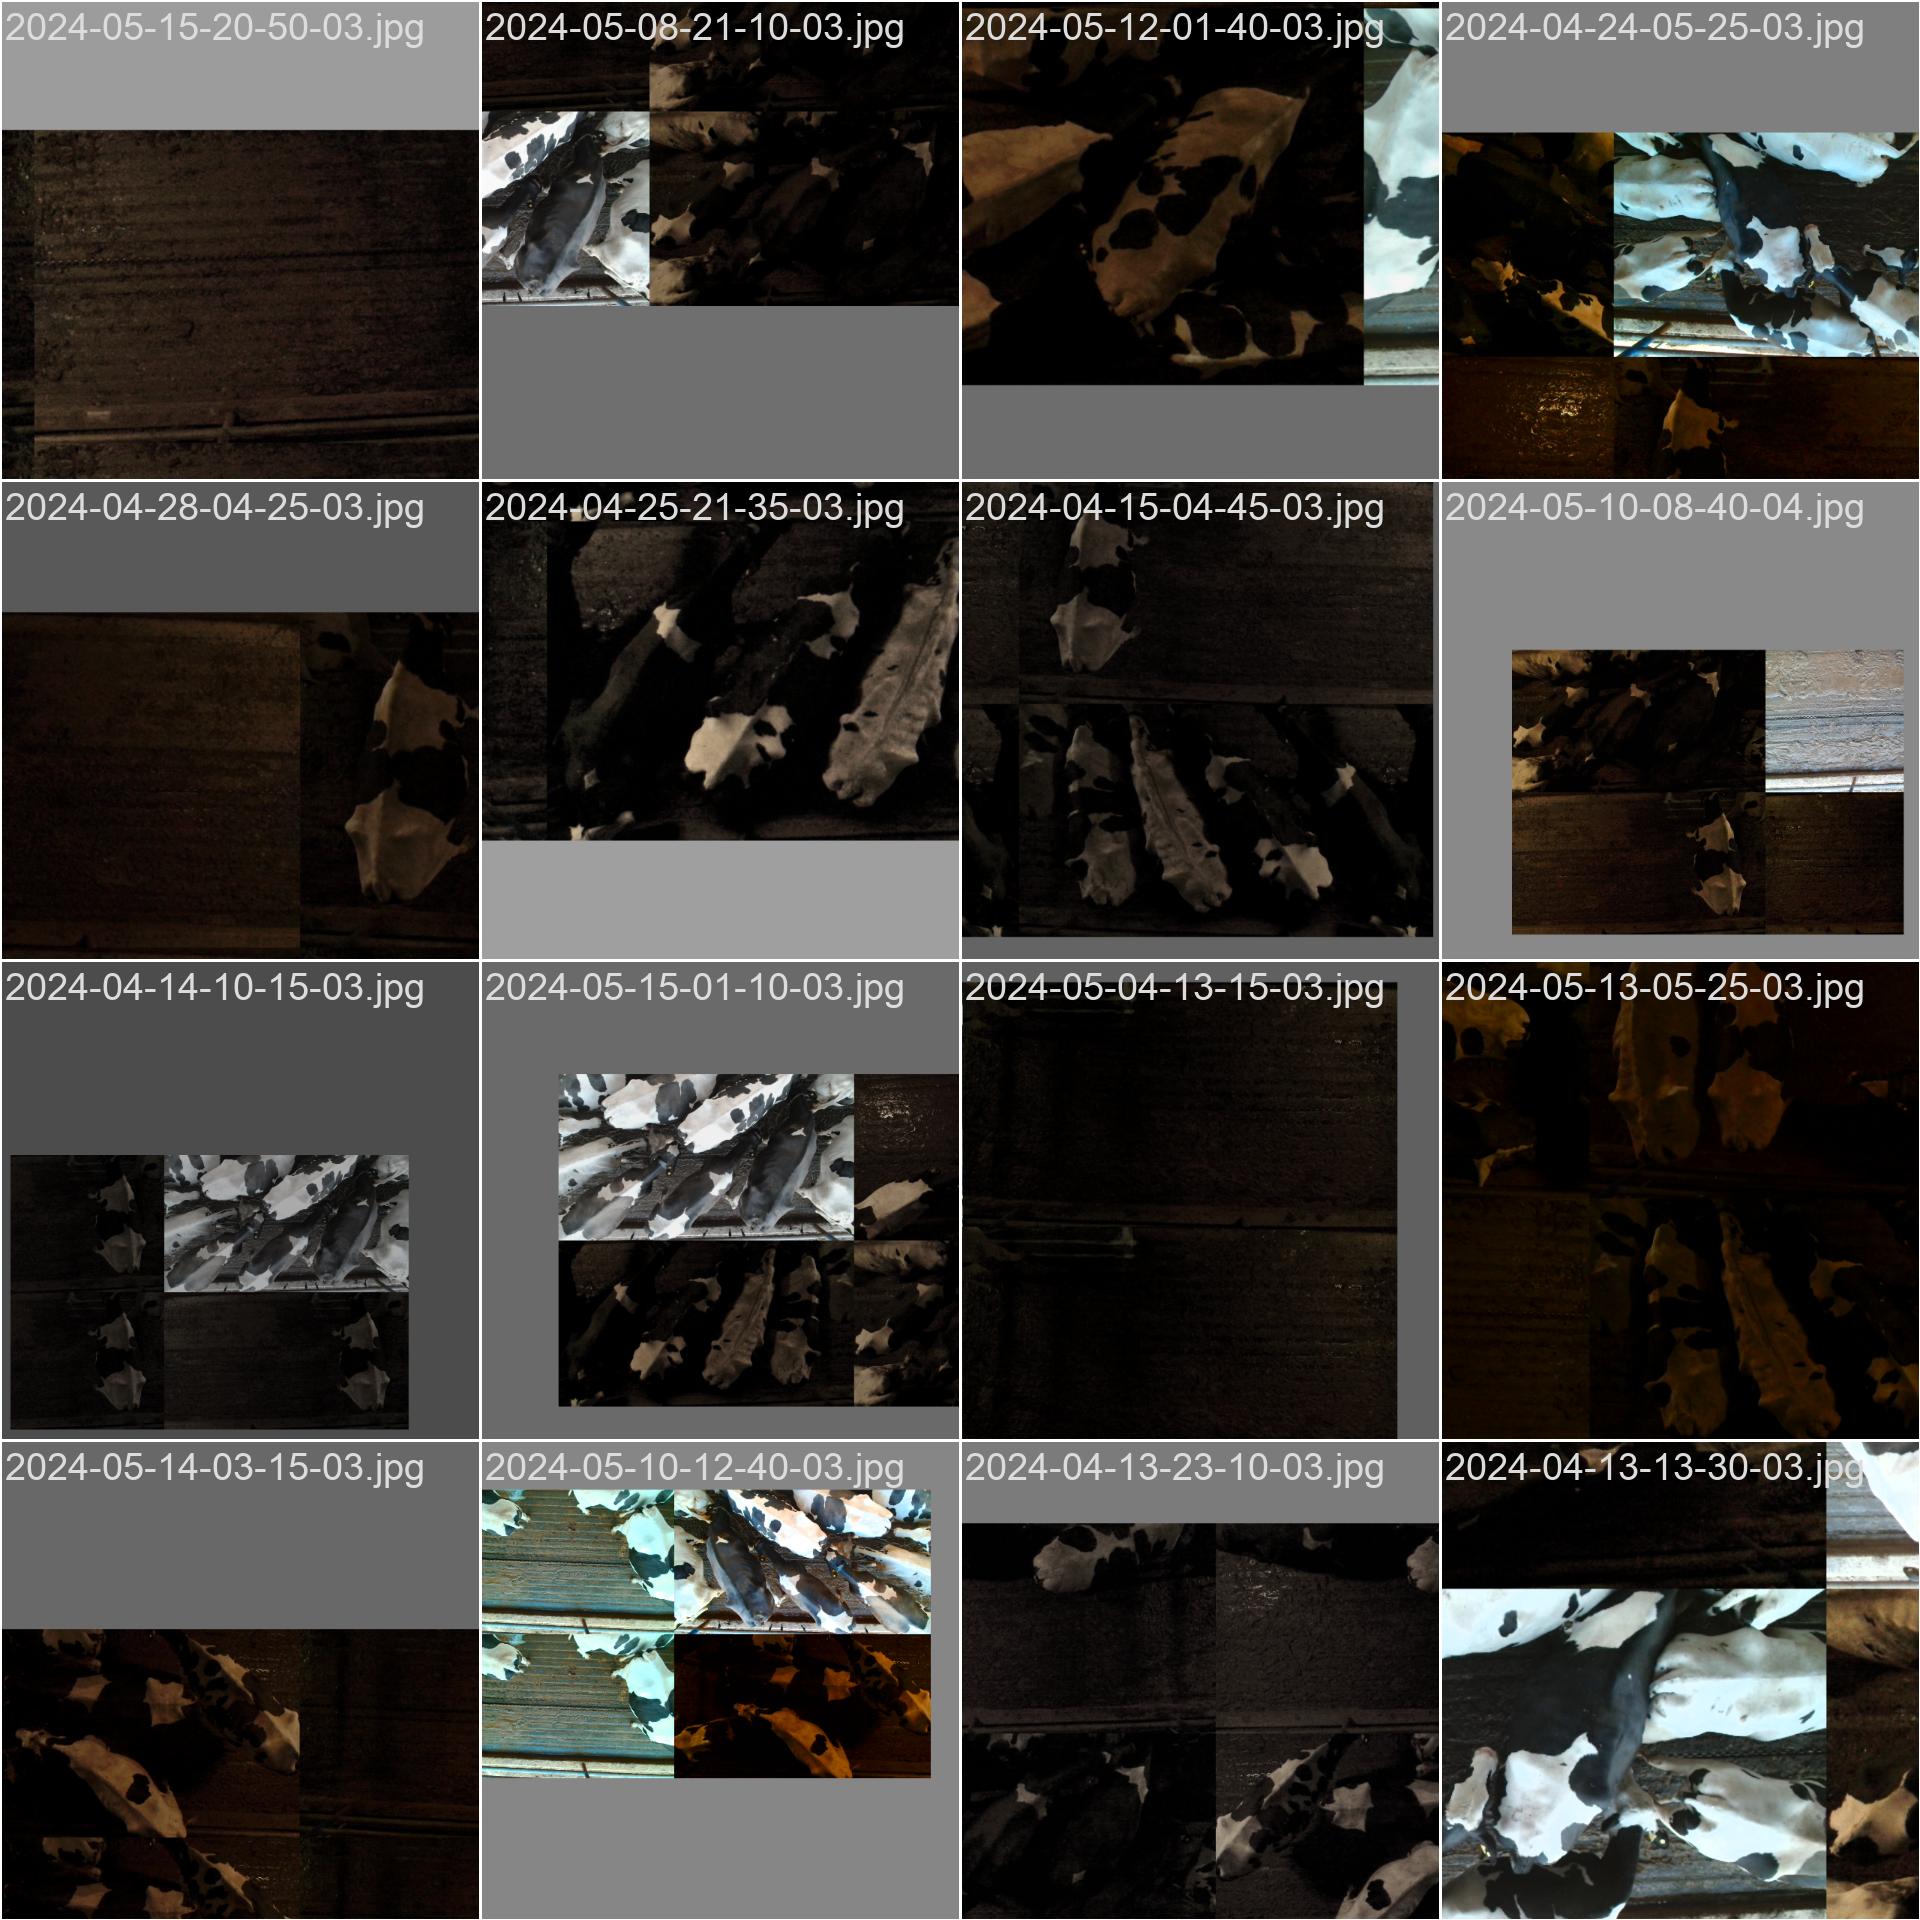 2024-05-15-20-50-03.jpg
2024-05-08-21-10-03.jpg
2024-05-12-01-40-03.jpg
2024-04-24-05-25-03.jpg
2024-04-28-04-25-03.jpg
2024-04-25-21-35-03.jpg
2024-04-15-04-45-03.jpg
2024-05-10-08-40-04.jpg
2024-04-14-10-15-03.jpg
2024-05-15-01-10-03.jpg
2024-05-04-13-15-03.jpg
2024-05-13-05-25-03.jpg
2024-05-14-03-15-03.jpg
2024-05-10-12-40-03.jpg
2024-04-13-23-10-03.jpg
2024-04-13-13-30-03.jpg